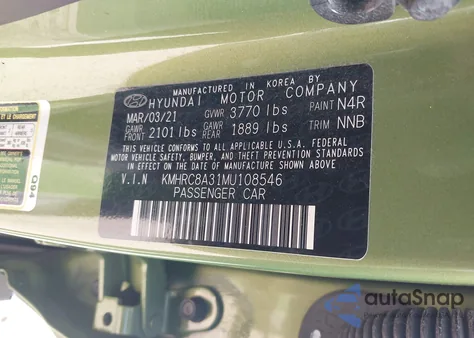 MANUFACTURED IN KOREA BY
HYUNDAI MOTOR COMPANY
MAR/03/21 GVWR 3770 lbs PAINT N4R
GAWR FRONT 2101 lbs GAWR REAR 1889 lbs TRIM NNB
THIS VEHICLE CONFORMS TO ALL APPLICABLE U.S.A. FEDERAL
MOTOR VEHICLE SAFETY, BUMPER, AND THEFT PREVENTION STANDARDS
IN EFFECT ON THE DATE OF MANUFACTURE SHOWN ABOVE.
V.I.N KMHRC8A31MU108546
PASSENGER CAR
G94
autoSnap